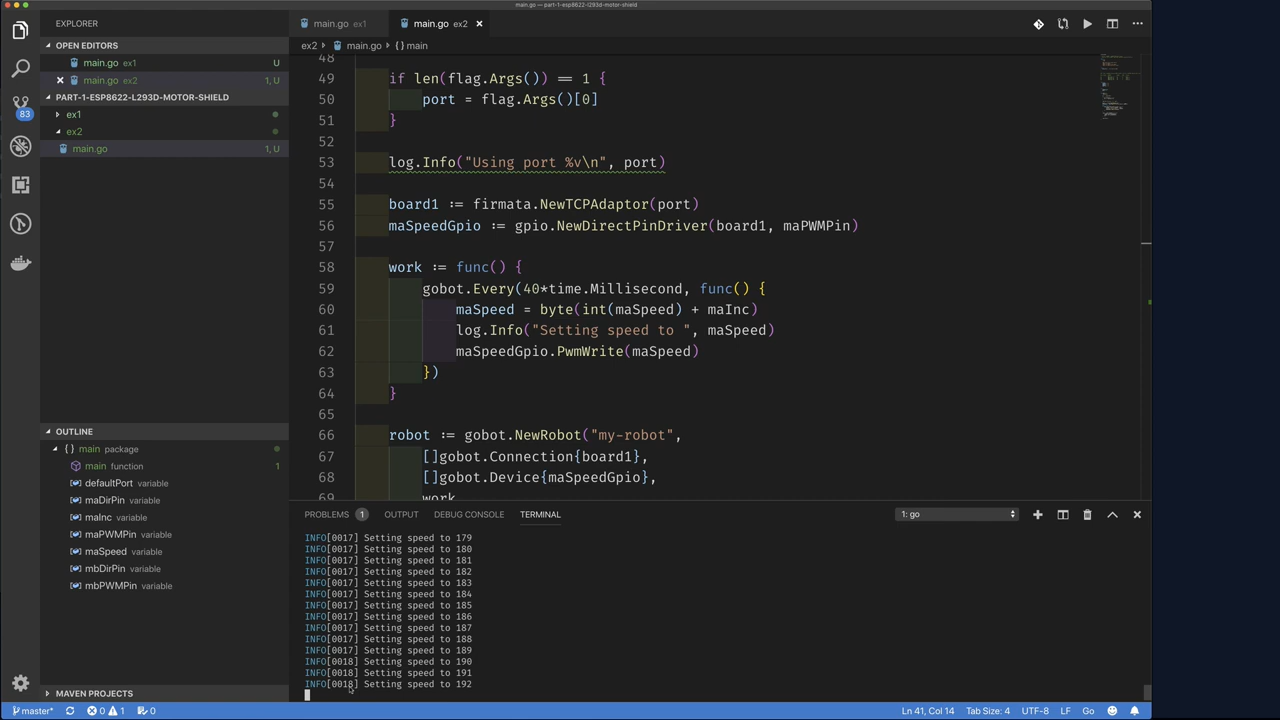 main.go — part-1-esp8622-l293d-motor-shield
EXPLORER
main.go ex1
main.go ex2
OPEN EDITORS
main.go ex1 U
main.go ex2 1, U
PART-1-ESP8622-L293D-MOTOR-SHIELD
ex1
ex2
main.go 1, U
83
OUTLINE
{} main package
main function 1
defaultPort variable
maDirPin variable
maInc variable
maPWMPin variable
maSpeed variable
mbDirPin variable
mbPWMPin variable
MAVEN PROJECTS
ex2 main.go {} main
48
49 if len(flag.Args()) == 1 {
50 port = flag.Args()[0]
51 }
52
53 log.Info("Using port %v\n", port)
54
55 board1 := firmata.NewTCPAdaptor(port)
56 maSpeedGpio := gpio.NewDirectPinDriver(board1, maPWMPin)
57
58 work := func() {
59 gobot.Every(40*time.Millisecond, func() {
60 maSpeed = byte(int(maSpeed) + maInc)
61 log.Info("Setting speed to ", maSpeed)
62 maSpeedGpio.PwmWrite(maSpeed)
63 })
64 }
65
66 robot := gobot.NewRobot("my-robot",
67 []gobot.Connection{board1},
68 []gobot.Device{maSpeedGpio},
69 work
PROBLEMS 1 OUTPUT DEBUG CONSOLE TERMINAL 1: go
INFO[0017] Setting speed to 179
INFO[0017] Setting speed to 180
INFO[0017] Setting speed to 181
INFO[0017] Setting speed to 182
INFO[0017] Setting speed to 183
INFO[0017] Setting speed to 184
INFO[0017] Setting speed to 185
INFO[0017] Setting speed to 186
INFO[0017] Setting speed to 187
INFO[0017] Setting speed to 188
INFO[0017] Setting speed to 189
INFO[0018] Setting speed to 190
INFO[0018] Setting speed to 191
INFO[0018] Setting speed to 192
master* 0 1 0 Ln 41, Col 14 Tab Size: 4 UTF-8 LF Go